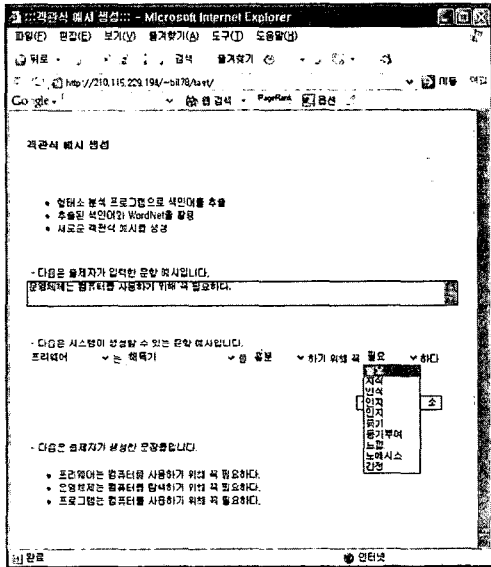 :::객관식 예시 생성::: - Microsoft Internet Explorer
파일(F) 편집(E) 보기(V) 즐겨찾기(A) 도구(T) 도움말(H)
뒤로 검색 즐겨찾기
http://210.115.229.194/~bil78/test/ 이동
웹 검색 PageRank 옵션
객관식 예시 생성
• 형태소 분석 프로그램으로 색인어를 추출
• 추출된 색인어와 WordNet을 활용
• 새로운 객관식 예시를 생성
- 다음은 출제자가 입력한 문항 예시입니다.
운영체제는 컴퓨터를 사용하기 위해 꼭 필요하다.
- 다음은 시스템이 생성할 수 있는 문항 예시입니다.
프리웨어 는 해독기 를 흥분 하기 위해 꼭 필요 하다
지식
인식
인지
인지
동기
동기부여
느낌
노에시스
감정
소
- 다음은 출제자가 생성한 문장들입니다.
• 프리웨어는 컴퓨터를 사용하기 위해 꼭 필요하다.
• 운영체제는 컴퓨터를 탐색하기 위해 꼭 필요하다.
• 프로그램는 컴퓨터를 사용하기 위해 꼭 필요하다.
완료 인터넷